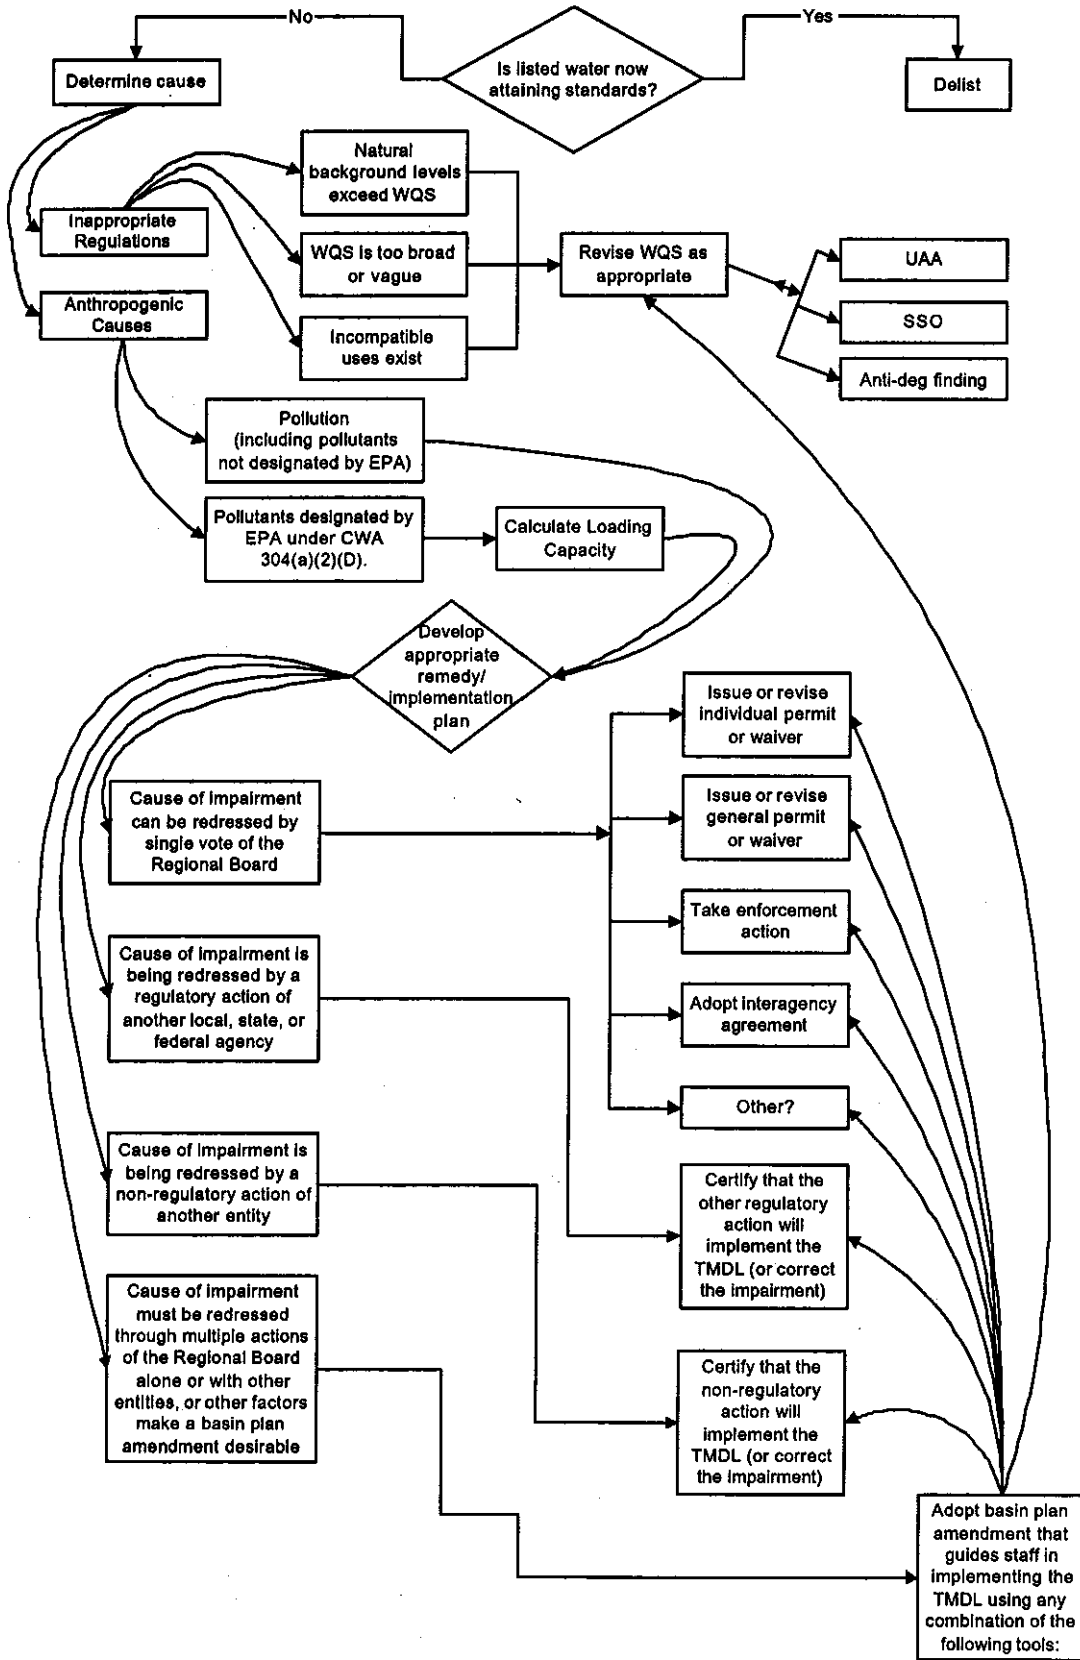 No
Yes
Is listed water now
attaining standards?
Determine cause
Delist
Natural
background levels
exceed WQS
Inappropriate
Regulations
WQS is too broad
or vague
Revise WQS as
appropriate
UAA
Anthropogenic
Causes
SSO
Incompatible
uses exist
Anti-deg finding
Pollution
(including pollutants
not designated by EPA)
Pollutants designated by
EPA under CWA
304(a)(2)(D).
Calculate Loading
Capacity
Develop
appropriate
remedy/
implementation
plan
Issue or revise
individual permit
or waiver
Cause of Impairment
can be redressed by
single vote of the
Regional Board
Issue or revise
general permit
or waiver
Take enforcement
action
Cause of Impairment is
being redressed by a
regulatory action of
another local, state, or
federal agency
Adopt interagency
agreement
Other?
Cause of Impairment is
being redressed by a
non-regulatory action of
another entity
Certify that the
other regulatory
action will
implement the
TMDL (or correct
the impairment)
Cause of impairment
must be redressed
through multiple actions
of the Regional Board
alone or with other
entities, or other factors
make a basin plan
amendment desirable
Certify that the
non-regulatory
action will
implement the
TMDL (or correct
the impairment)
Adopt basin plan
amendment that
guides staff in
implementing the
TMDL using any
combination of the
following tools: